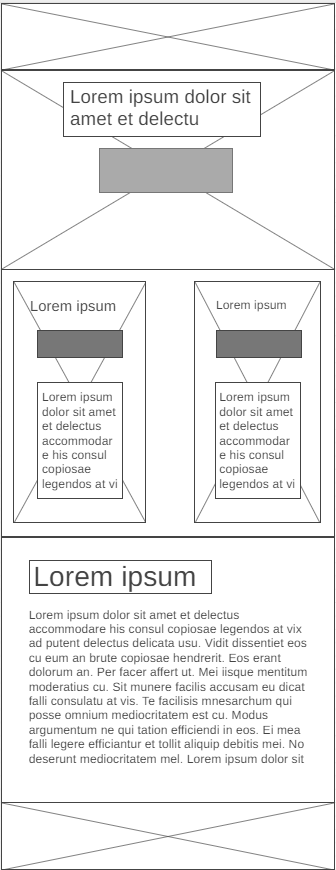 Lorem ipsum dolor sit
amet et delectu
Lorem ipsum
Lorem ipsum
dolor sit amet
et delectus
accommodar
e his consul
copiosae
legendos at vi
Lorem ipsum
Lorem ipsum
dolor sit amet
et delectus
accommodar
e his consul
copiosae
legendos at vi
Lorem ipsum
Lorem ipsum dolor sit amet et delectus
accommodare his consul copiosae legendos at vix
ad putent delectus delicata usu. Vidit dissentiet eos
cu eum an brute copiosae hendrerit. Eos erant
dolorum an. Per facer affert ut. Mei iisque mentitum
moderatius cu. Sit munere facilis accusam eu dicat
falli consulatu at vis. Te facilisis mnesarchum qui
posse omnium mediocritatem est cu. Modus
argumentum ne qui tation efficiendi in eos. Ei mea
falli legere efficiantur et tollit aliquip debitis mei. No
deserunt mediocritatem mel. Lorem ipsum dolor sit